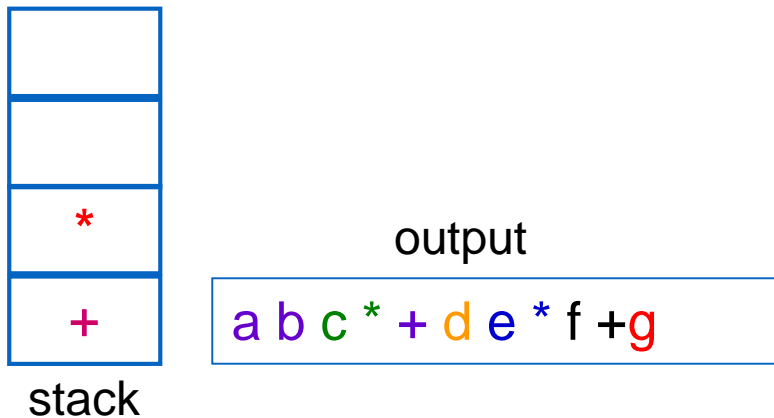 *
output
+
a b c * + d e * f +g
stack